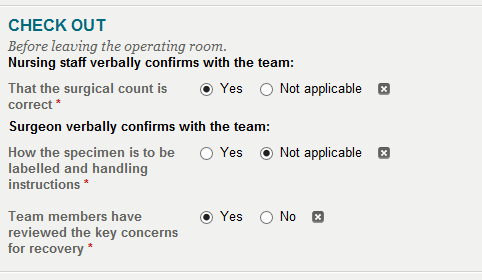 CHECK OUT
Before leaving the operating room.
Nursing staff verbally confirms with the team:
That the surgical count is Yes Not applicable
correct *
Surgeon verbally confirms with the team:
How the specimen is to be Yes Not applicable
labelled and handling
instructions *
Team members have Yes No
reviewed the key concerns
for recovery *